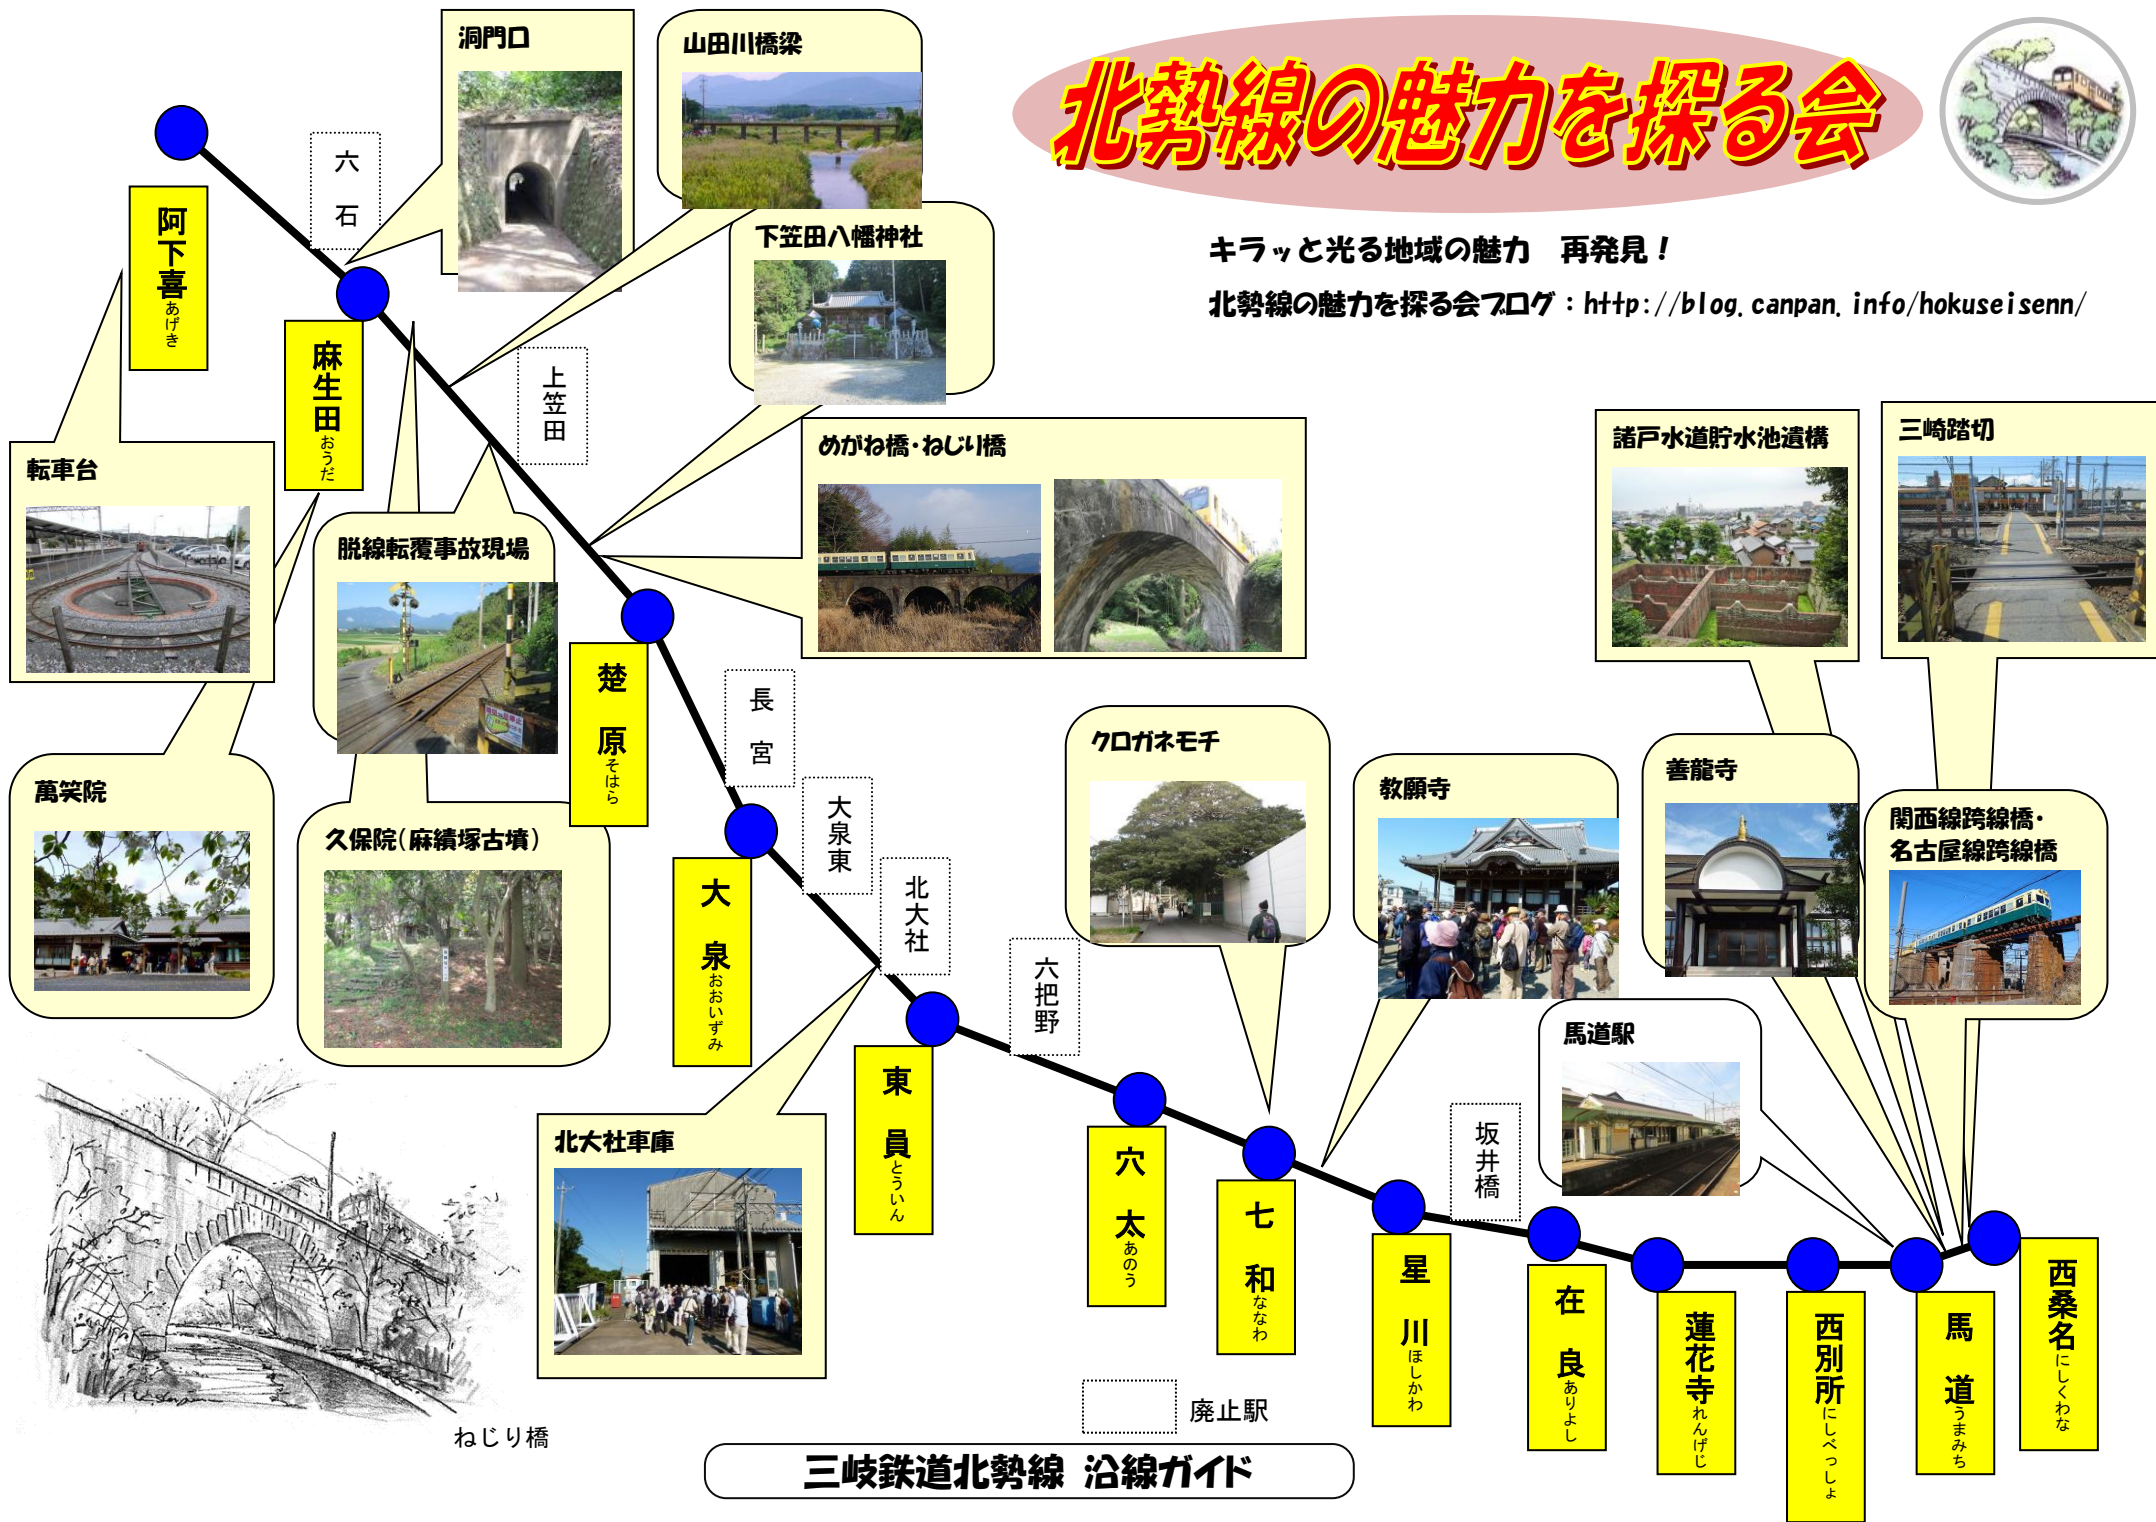 北勢線の魅力を探る会
キラッと光る地域の魅力　再発見！
北勢線の魅力を探る会ブログ：http://blog.canpan.info/hokuseisenn/
洞門口
山田川橋梁
下笠田八幡神社
めがね橋・ねじり橋
諸戸水道貯水池遺構
三崎踏切
転車台
脱線転覆事故現場
萬笑院
久保院（麻績塚古墳）
クロガネモチ
教願寺
善龍寺
関西線跨線橋・
名古屋線跨線橋
馬道駅
北大社車庫
六石
上笠田
長宮
大泉東
北大社
六把野
坂井橋
阿下喜あげき
麻生田おうだ
楚原そはら
大泉おおいずみ
東員とういん
穴太あのう
七和ななわ
星川ほしかわ
在良ありよし
蓮花寺れんげじ
西別所にしべっしょ
馬道うまみち
西桑名にしくわな
ねじり橋
廃止駅
三岐鉄道北勢線 沿線ガイド